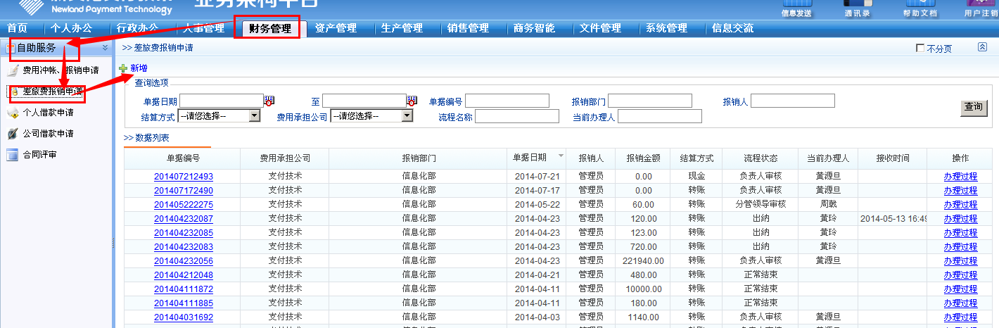 Newland Payment Technology
业务架构平台
信息发送 通讯录 帮助文档 用户注销
首页 个人办公 行政办公 人事管理 财务管理 资产管理 生产管理 销售管理 商务智能 文件管理 系统管理 信息交流
自助服务
>> 差旅费报销申请
不分页
费用冲帐、报销申请
差旅费报销申请
个人借款申请
公司借款申请
合同评审
新增
查询选项
单据日期 至 单据编号 报销部门 报销人
结算方式 --请您选择-- 费用承担公司 --请您选择-- 流程名称 当前办理人
查询
>> 数据列表
单据编号 费用承担公司 报销部门 单据日期 报销人 报销金额 结算方式 流程状态 当前办理人 接收时间 操作
201407212493 支付技术 信息化部 2014-07-21 管理员 0.00 现金 负责人审核 黄源旦 办理过程
201407172490 支付技术 信息化部 2014-07-17 管理员 0.00 转账 负责人审核 黄源旦 办理过程
201405222275 支付技术 信息化部 2014-05-22 管理员 60.00 转账 分管领导审核 周戟 办理过程
201404232087 支付技术 信息化部 2014-04-23 管理员 120.00 转账 出纳 黄玲 2014-05-13 16:49 办理过程
201404232085 支付技术 信息化部 2014-04-23 管理员 123.00 转账 出纳 黄玲 办理过程
201404232083 支付技术 信息化部 2014-04-23 管理员 720.00 转账 出纳 黄玲 办理过程
201404232056 支付技术 信息化部 2014-04-23 管理员 221940.00 转账 负责人审核 黄源旦 办理过程
201404212048 支付技术 信息化部 2014-04-21 管理员 480.00 转账 正常结束 办理过程
201404111872 支付技术 信息化部 2014-04-11 管理员 10000.00 转账 正常结束 办理过程
201404111885 支付技术 信息化部 2014-04-11 管理员 180.00 转账 正常结束 办理过程
201404031692 支付技术 信息化部 2014-04-03 管理员 1140.00 转账 负责人审核 黄源旦 办理过程